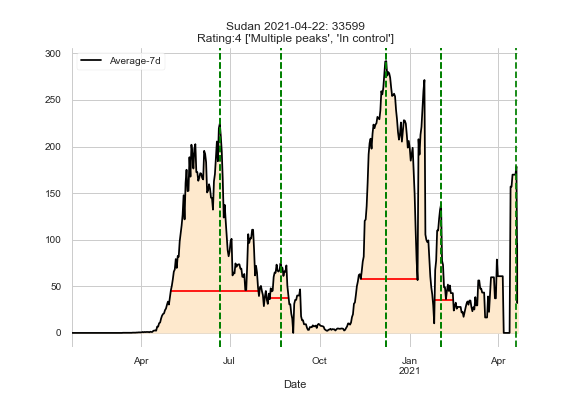 Sudan 2021-04-22: 33599
Rating:4 ['Multiple peaks', 'In control']
Average-7d
300
250
200
150
100
50
0
Apr
Jul
Oct
Jan
2021
Apr
Date